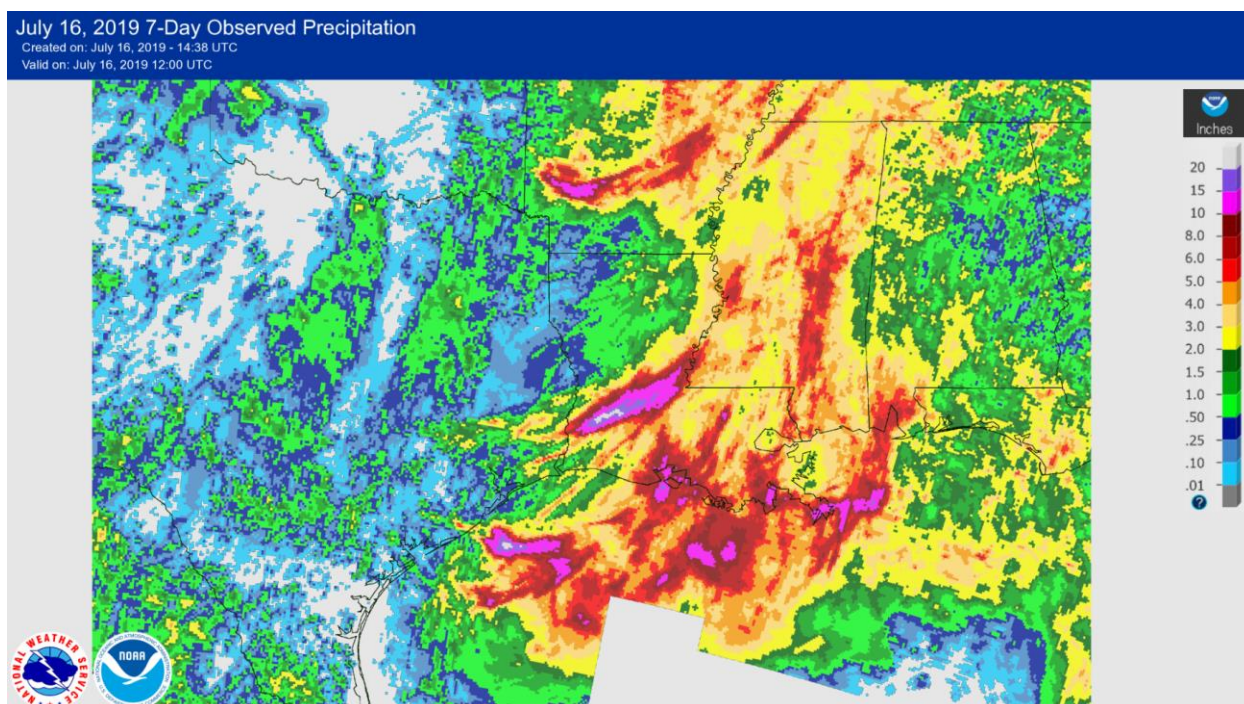 July 16, 2019 7-Day Observed Precipitation
Created on: July 16, 2019 - 14:38 UTC
Valid on: July 16, 2019 12:00 UTC
Inches
20
15
10
8.0
6.0
5.0
4.0
3.0
2.0
1.5
1.0
.50
.25
.10
.01
?
NATIONAL WEATHER SERVICE
NOAA